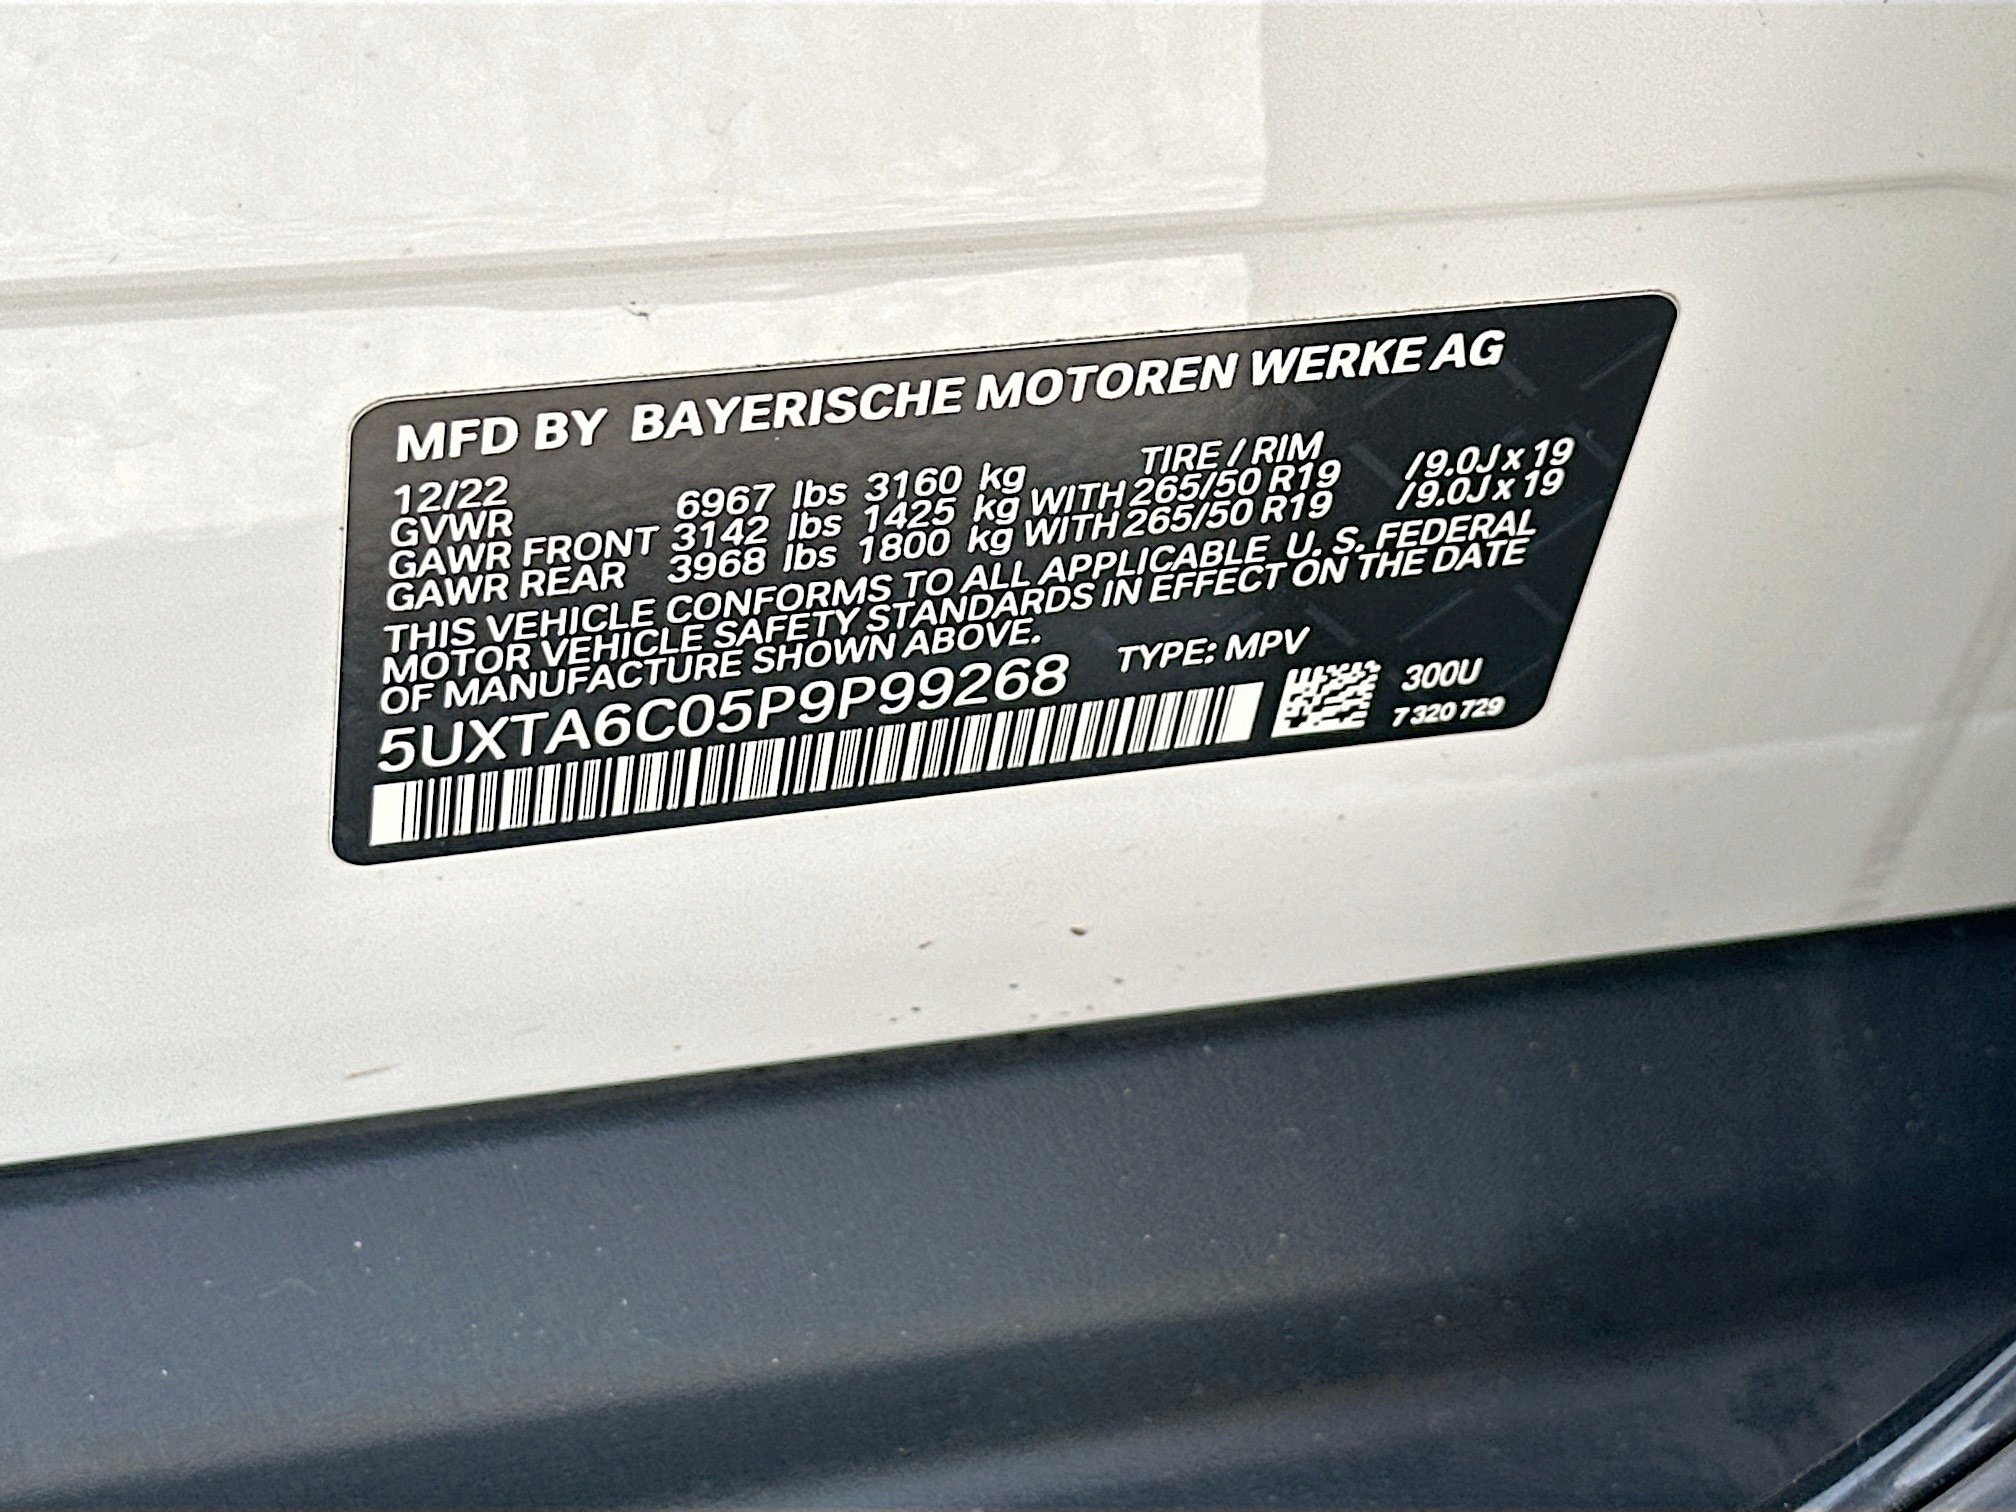 MFD BY BAYERISCHE MOTOREN WERKE AG
12/22 TIRE / RIM
GVWR 6967 lbs 3160 kg
GAWR FRONT 3142 lbs 1425 kg WITH 265/50 R19 /9.0J x 19
GAWR REAR 3968 lbs 1800 kg WITH 265/50 R19 /9.0J x 19
THIS VEHICLE CONFORMS TO ALL APPLICABLE U. S. FEDERAL
MOTOR VEHICLE SAFETY STANDARDS IN EFFECT ON THE DATE
OF MANUFACTURE SHOWN ABOVE.
5UXTA6C05P9P99268 TYPE: MPV
300U
7 320 729